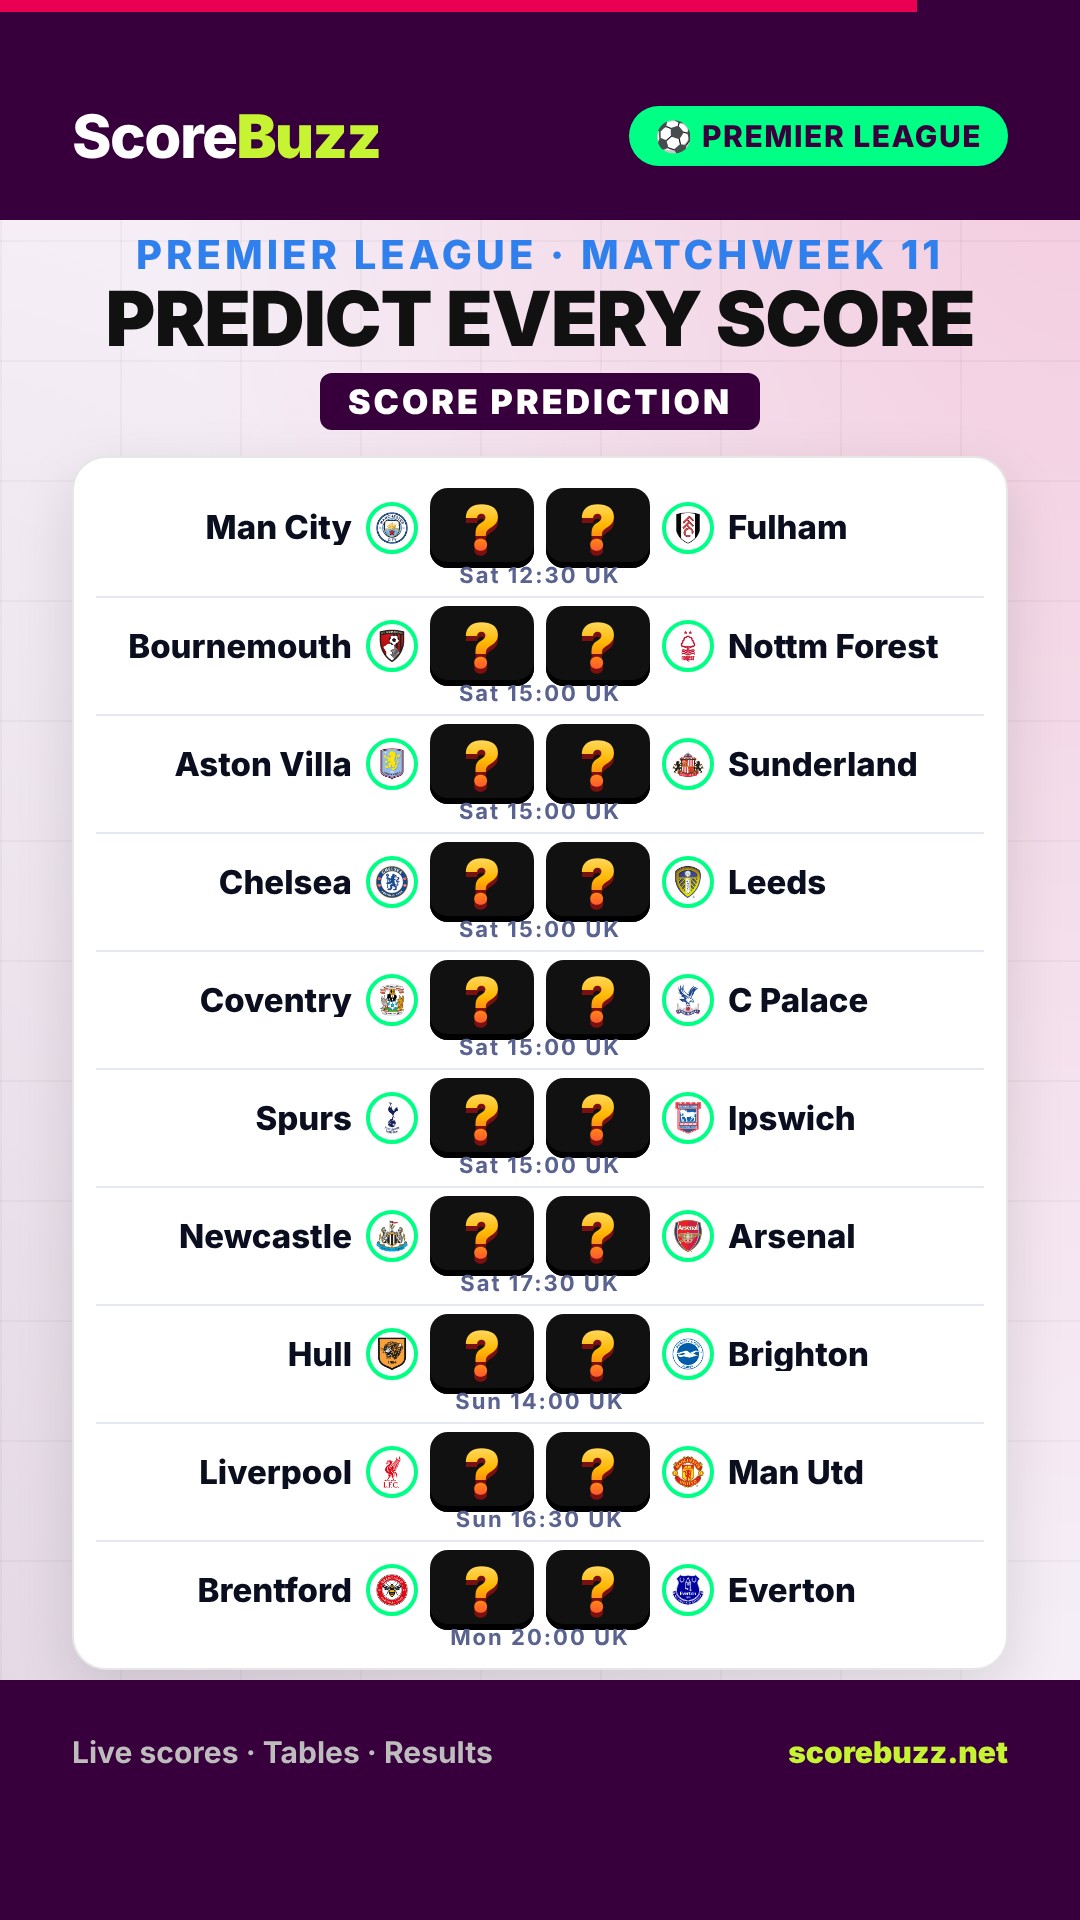 ScoreBuzz
⚽ PREMIER LEAGUE
PREMIER LEAGUE · MATCHWEEK 11
PREDICT EVERY SCORE
SCORE PREDICTION
Man City ? ? Fulham
Sat 12:30 UK
Bournemouth ? ? Nottm Forest
Sat 15:00 UK
Aston Villa ? ? Sunderland
Sat 15:00 UK
Chelsea ? ? Leeds
Sat 15:00 UK
Coventry ? ? C Palace
Sat 15:00 UK
Spurs ? ? Ipswich
Sat 15:00 UK
Newcastle ? ? Arsenal
Sat 17:30 UK
Hull ? ? Brighton
Sun 14:00 UK
Liverpool ? ? Man Utd
Sun 16:30 UK
Brentford ? ? Everton
Mon 20:00 UK
Live scores · Tables · Results
scorebuzz.net